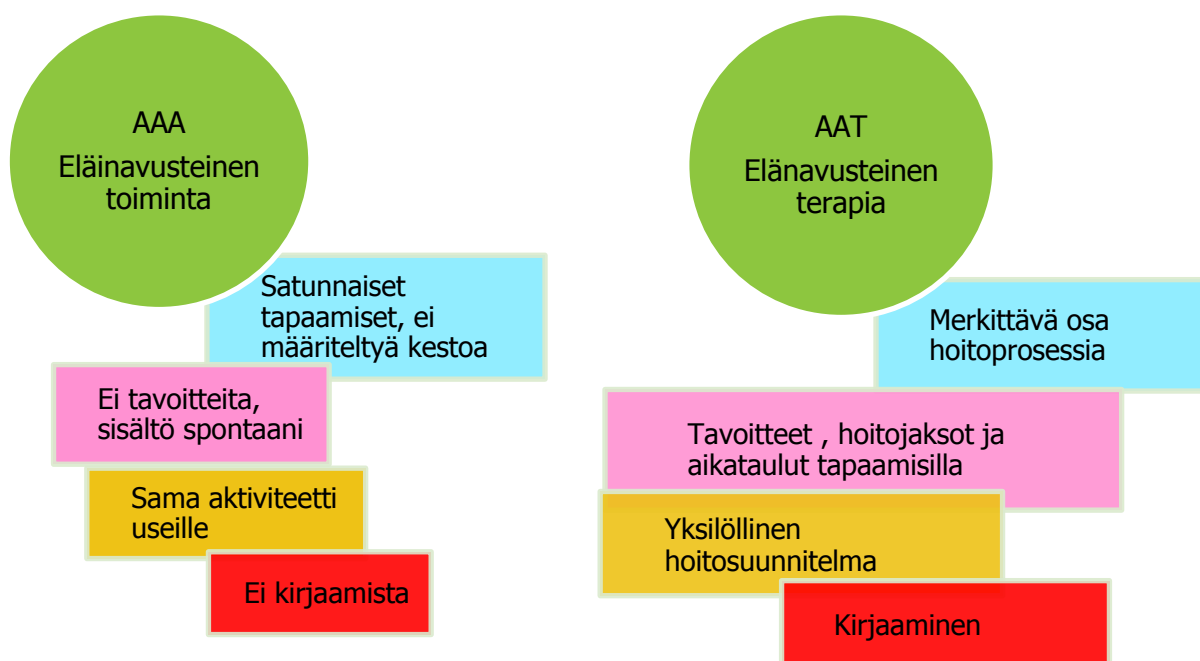 AAA
Eläinavusteinen
toiminta
Satunnaiset
tapaamiset, ei
määriteltyä kestoa
Ei tavoitteita,
sisältö spontaani
Sama aktiviteetti
useille
Ei kirjaamista
AAT
Elänavusteinen
terapia
Merkittävä osa
hoitoprosessia
Tavoitteet , hoitojaksot ja
aikataulut tapaamisilla
Yksilöllinen
hoitosuunnitelma
Kirjaaminen